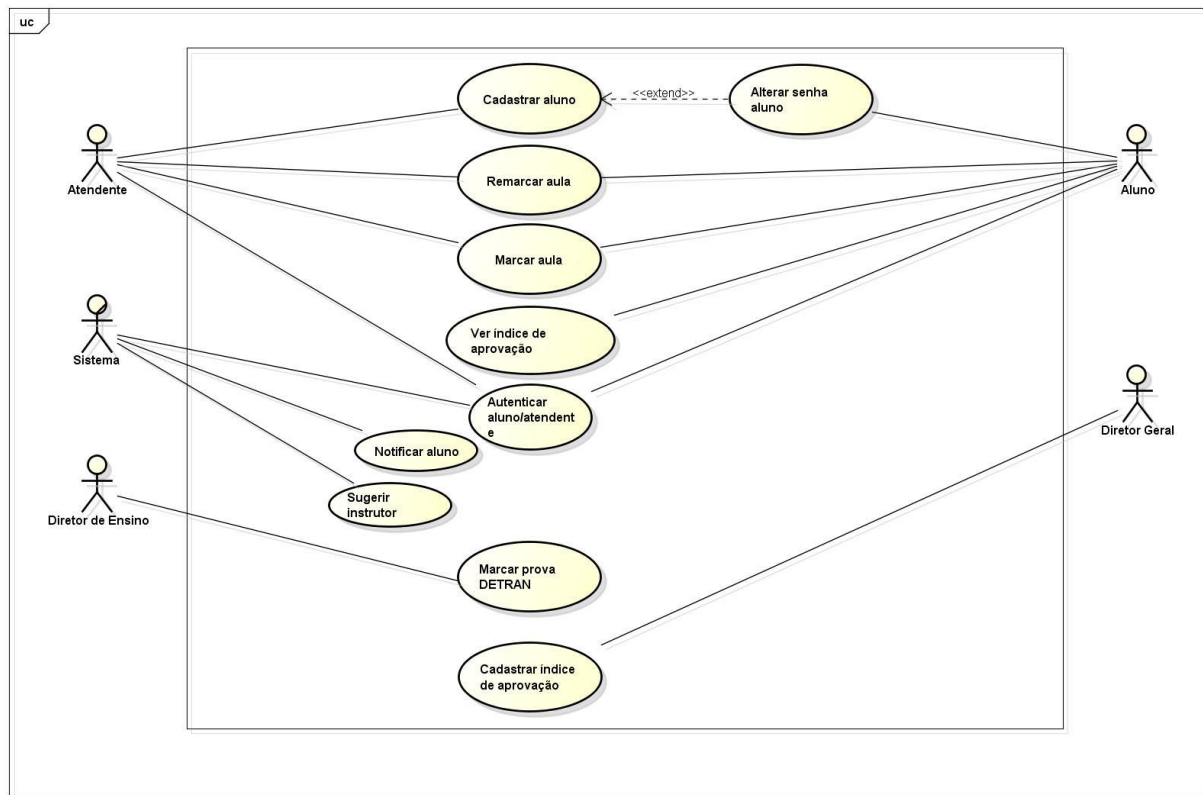 uc
Cadastrar aluno
<<extend>>
Alterar senha
aluno
Atendente
Remarcar aula
Aluno
Marcar aula
Sistema
Ver índice de
aprovação
Autenticar
aluno/atendent
e
Notificar aluno
Diretor Geral
Sugerir
instrutor
Diretor de Ensino
Marcar prova
DETRAN
Cadastrar índice
de aprovação